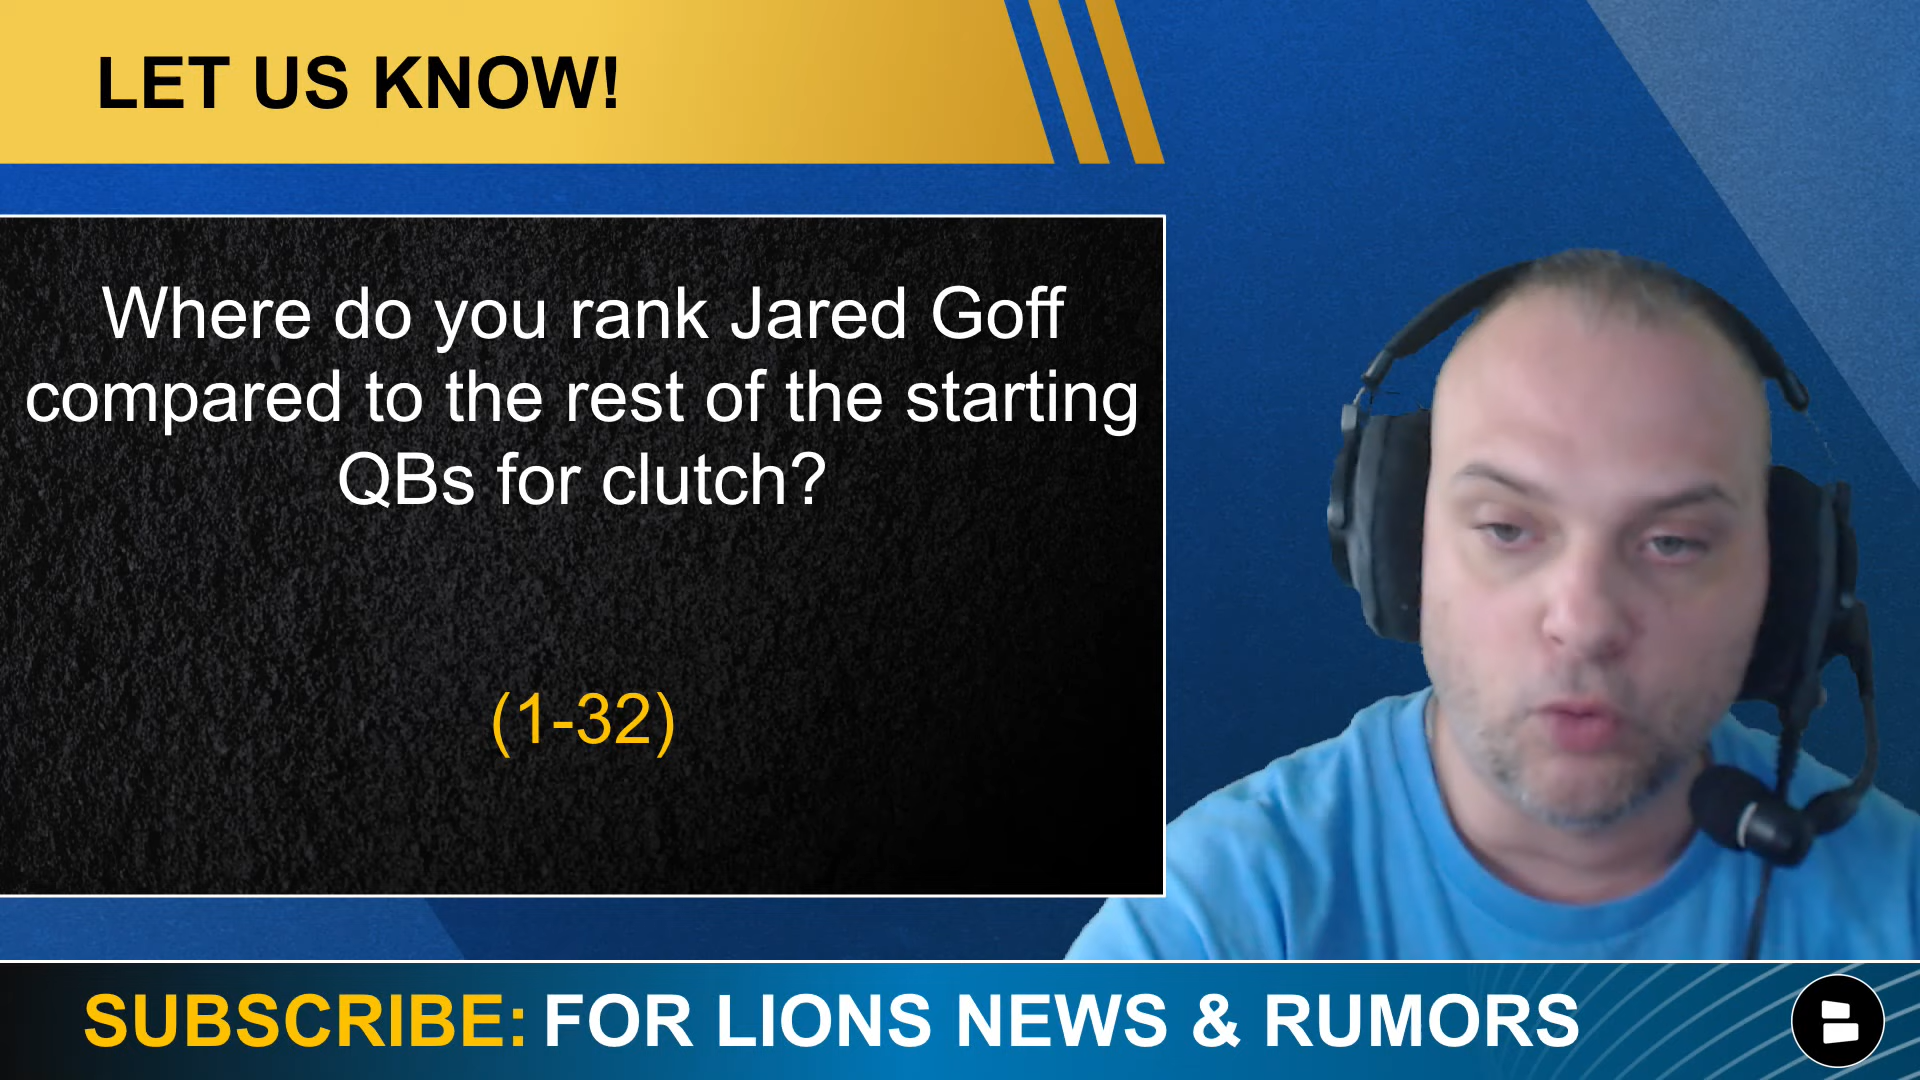 LET US KNOW!
Where do you rank Jared Goff
compared to the rest of the starting
QBs for clutch?
(1-32)
SUBSCRIBE: FOR LIONS NEWS & RUMORS